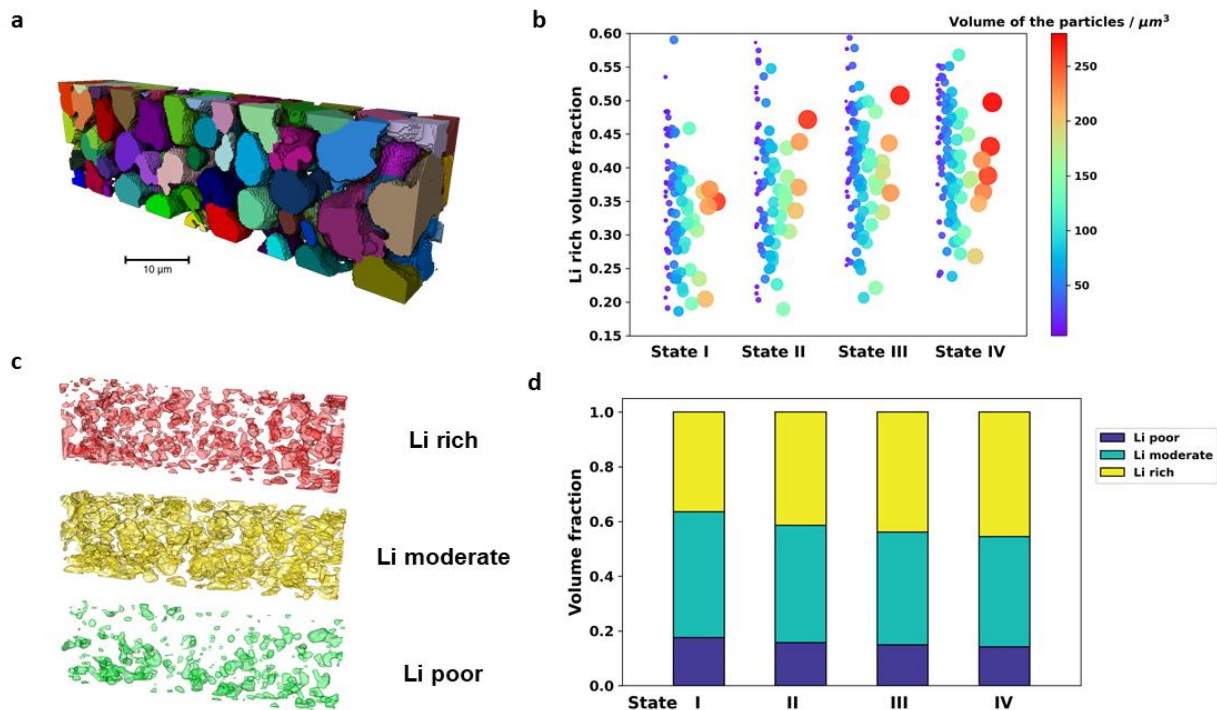 a
10 µm
b
Volume of the particles / µm³
Li rich volume fraction
0.60
0.55
0.50
0.45
0.40
0.35
0.30
0.25
0.20
0.15
State I State II State III State IV
250
200
150
100
50
c
Li rich
Li moderate
Li poor
d
Volume fraction
1.0
0.8
0.6
0.4
0.2
0.0
State I II III IV
Li poor
Li moderate
Li rich